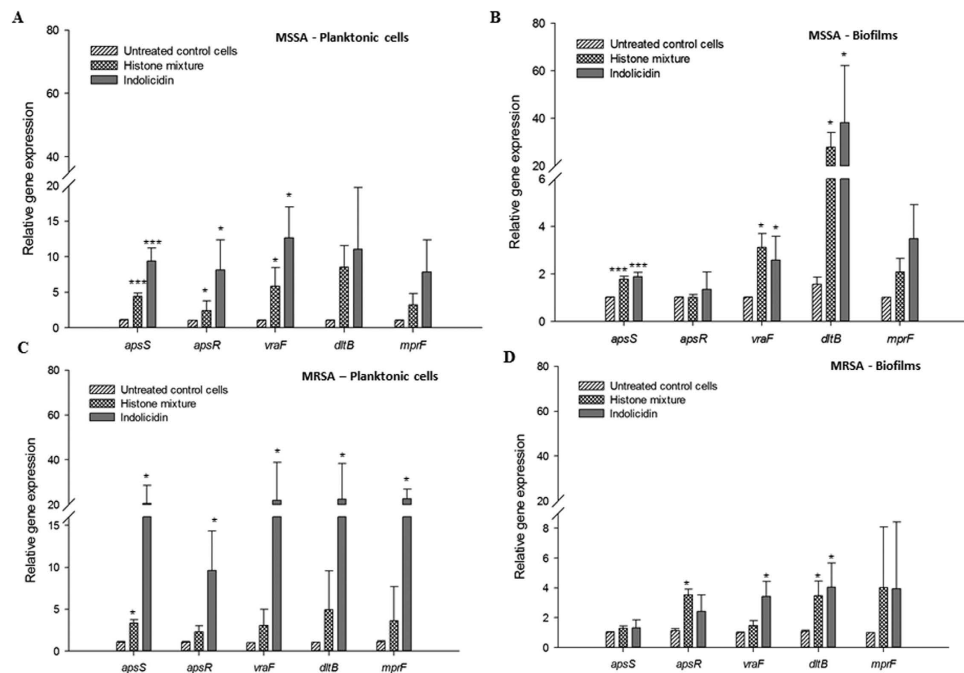 A
80
60
40
20
15
10
5
0
Relative gene expression
MSSA - Planktonic cells
Untreated control cells
Histone mixture
Indolicidin
***
***
*
*
*
*
apsS apsR vraF dltB mprF
B
80
60
40
20
6
4
2
0
Relative gene expression
MSSA - Biofilms
Untreated control cells
Histone mixture
Indolicidin
*** ***
* *
*
*
apsS apsR vraF dltB mprF
C
80
60
40
20
15
10
5
0
Relative gene expression
MRSA – Planktonic cells
Untreated control cells
Histone mixture
Indolicidin
*
*
*
*
*
*
apsS apsR vraF dltB mprF
D
80
60
40
20
8
6
4
2
0
Relative gene expression
MRSA - Biofilms
Untreated control cells
Histone mixture
Indolicidin
*
*
*
*
apsS apsR vraF dltB mprF